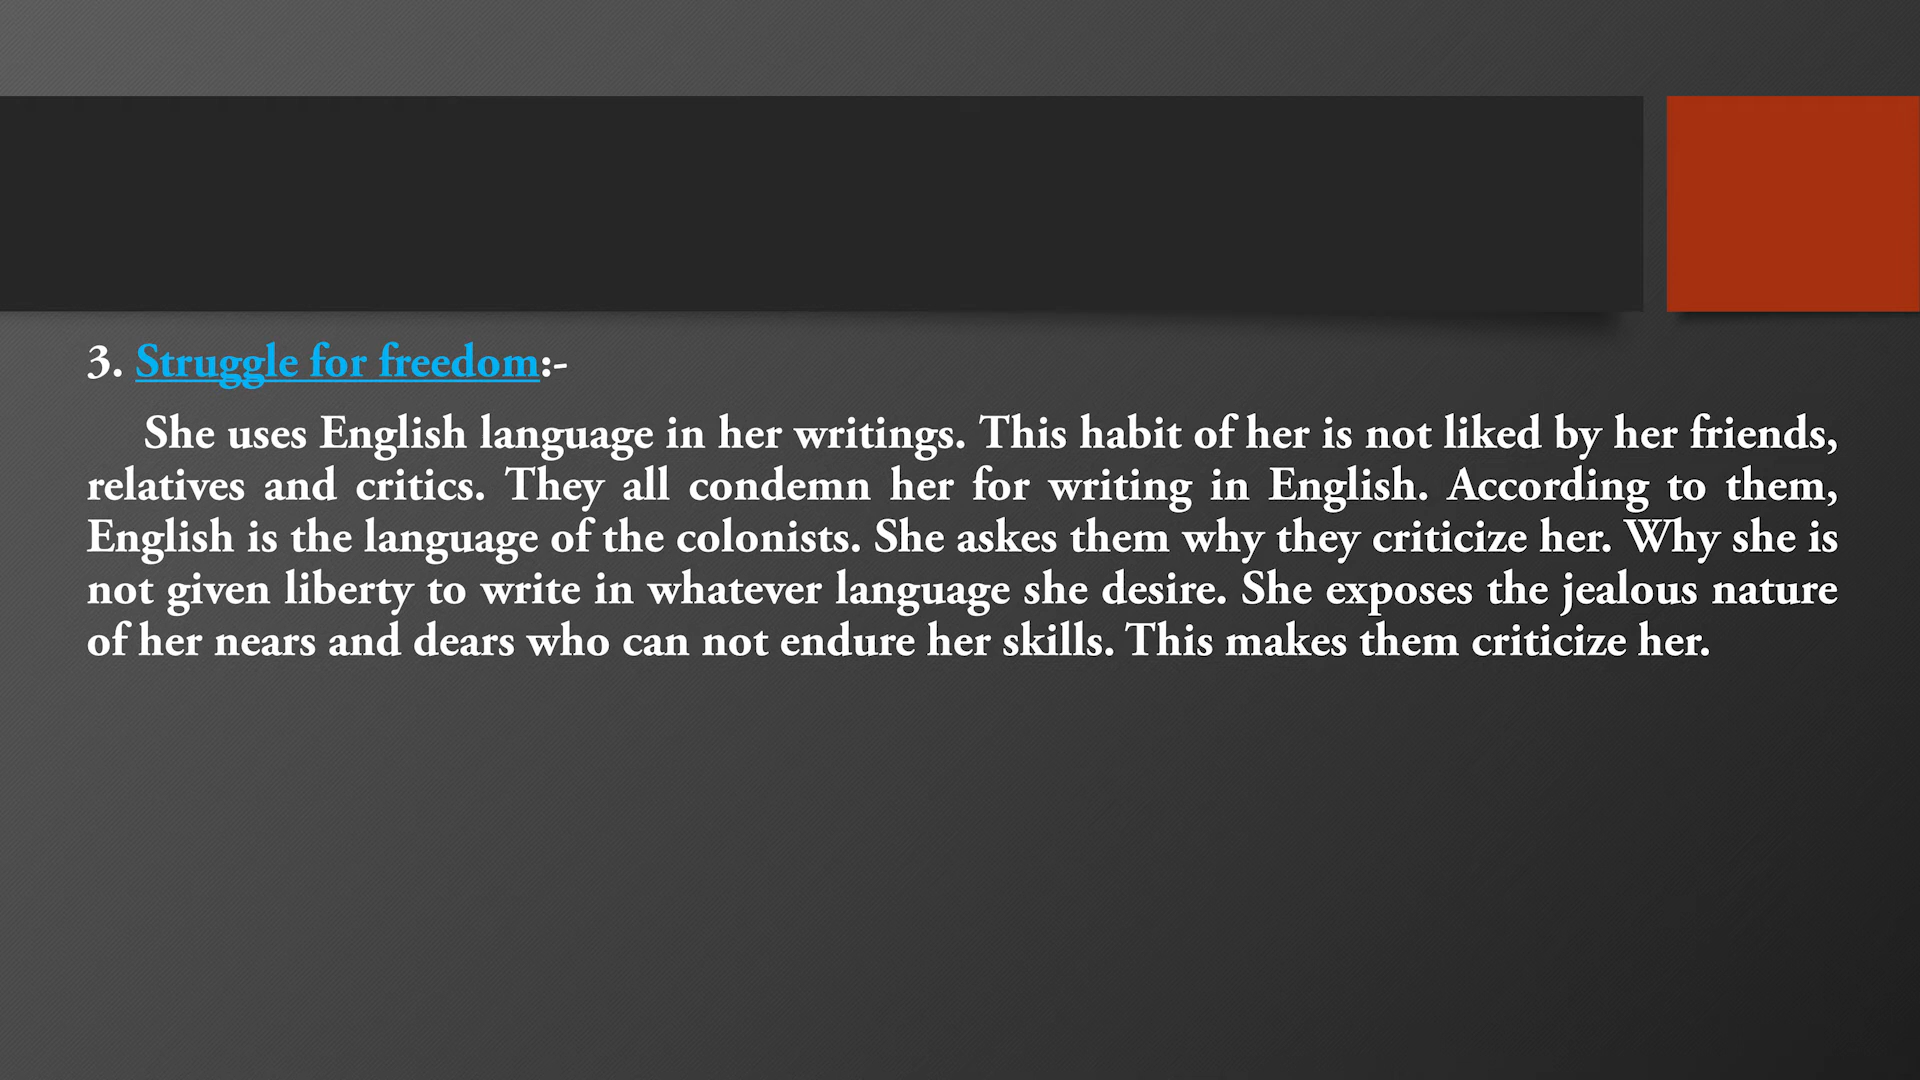 3. Struggle for freedom:-
She uses English language in her writings. This habit of her is not liked by her friends,
relatives and critics. They all condemn her for writing in English. According to them,
English is the language of the colonists. She askes them why they criticize her. Why she is
not given liberty to write in whatever language she desire. She exposes the jealous nature
of her nears and dears who can not endure her skills. This makes them criticize her.